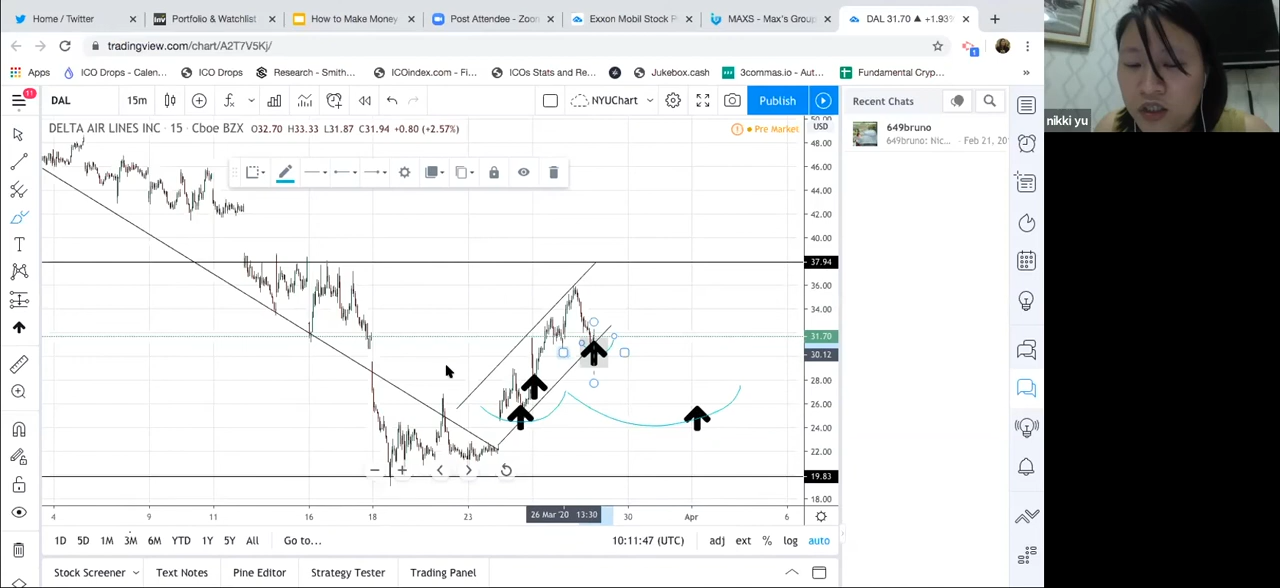 Home / Twitter
Portfolio & Watchlist
How to Make Money
Post Attendee - Zoom
Exxon Mobil Stock P
MAXS - Max's Group
DAL 31.70 ▲ +1.93%
tradingview.com/chart/A2T7V5Kj/
1
Apps
ICO Drops - Calen...
ICO Drops
Research - Smith...
ICOindex.com - Fi...
ICOs Stats and Re...
Jukebox.cash
3commas.io - Aut...
Fundamental Cryp...
»
11
DAL
15m
NYUChart
Publish
Recent Chats
DELTA AIR LINES INC • 15 • Cboe BZX
O32.70 H33.33 L31.87 C31.94 +0.80 (+2.57%)
Pre Market
50.00
USD
48.00
46.00
44.00
42.00
40.00
37.94
36.00
34.00
31.70
30.12
28.00
26.00
24.00
22.00
19.83
18.00
649bruno
649bruno: Nic...
Feb 21, 20
nikki yu
4
9
11
16
18
23
26 Mar '20 13:30
30
Apr
6
1D
5D
1M
3M
6M
YTD
1Y
5Y
All
Go to...
10:11:47 (UTC)
adj
ext
%
log
auto
Stock Screener
Text Notes
Pine Editor
Strategy Tester
Trading Panel